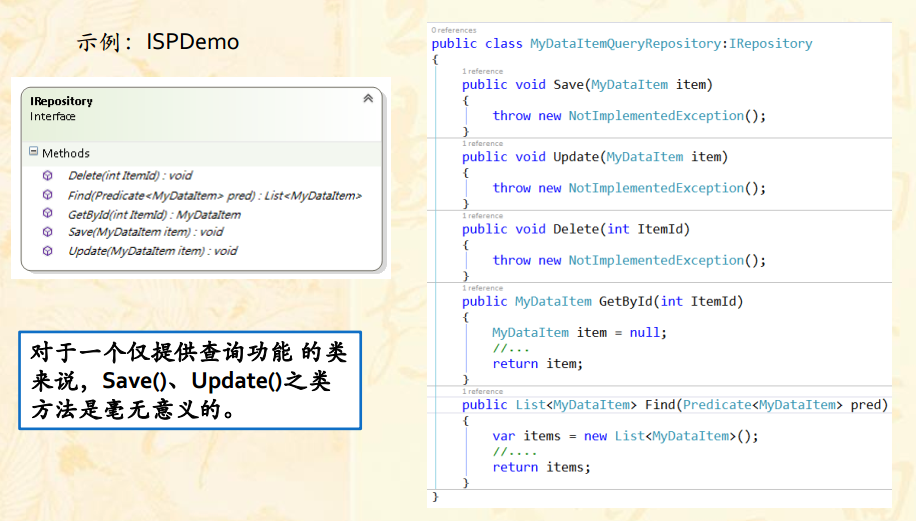 示例：ISPDemo
IRepository
Interface
Methods
Delete(int ItemId) : void
Find(Predicate<MyDataItem> pred) : List<MyDataItem>
GetById(int ItemId) : MyDataItem
Save(MyDataItem item) : void
Update(MyDataItem item) : void
对于一个仅提供查询功能 的类
来说，Save()、Update()之类
方法是毫无意义的。
0 references
public class MyDataItemQueryRepository:IRepository
{
1 reference
public void Save(MyDataItem item)
{
throw new NotImplementedException();
}
1 reference
public void Update(MyDataItem item)
{
throw new NotImplementedException();
}
1 reference
public void Delete(int ItemId)
{
throw new NotImplementedException();
}
1 reference
public MyDataItem GetById(int ItemId)
{
MyDataItem item = null;
//...
return item;
}
1 reference
public List<MyDataItem> Find(Predicate<MyDataItem> pred)
{
var items = new List<MyDataItem>();
//....
return items;
}
}